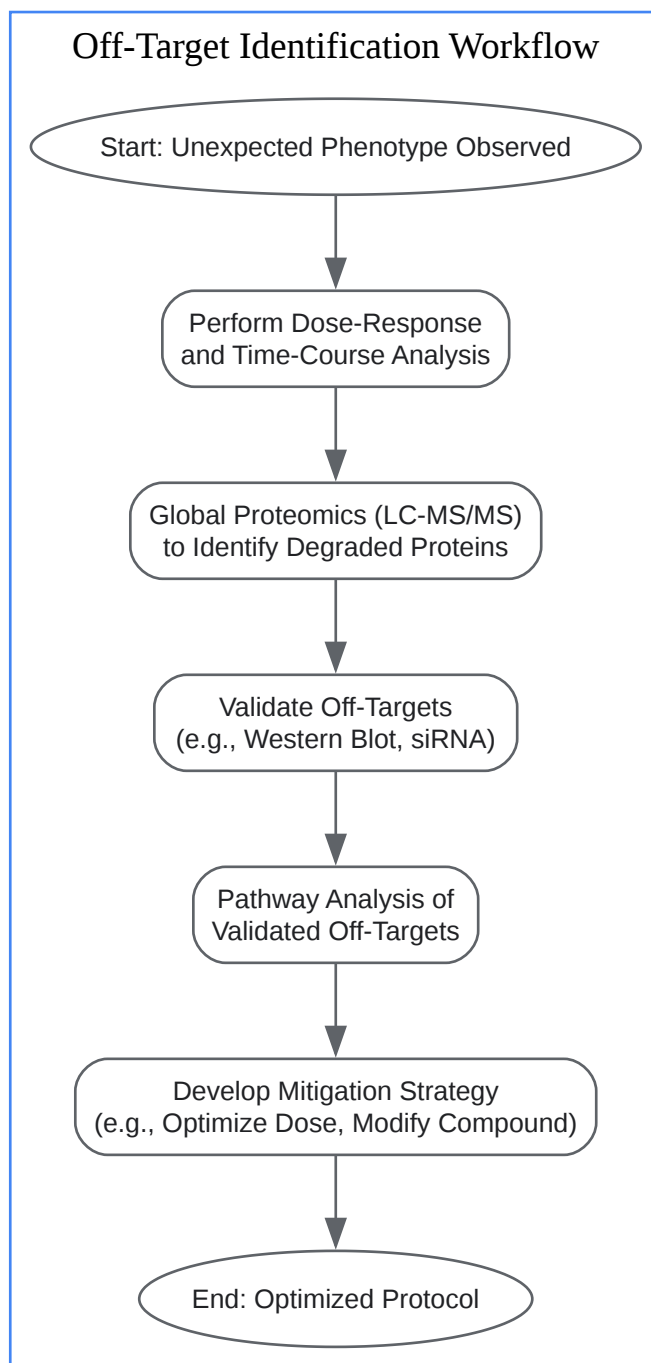 Off-Target Identification Workflow
Start: Unexpected Phenotype Observed
Perform Dose-Response
and Time-Course Analysis
Global Proteomics (LC-MS/MS)
to Identify Degraded Proteins
Validate Off-Targets
(e.g., Western Blot, siRNA)
Pathway Analysis of
Validated Off-Targets
Develop Mitigation Strategy
(e.g., Optimize Dose, Modify Compound)
End: Optimized Protocol